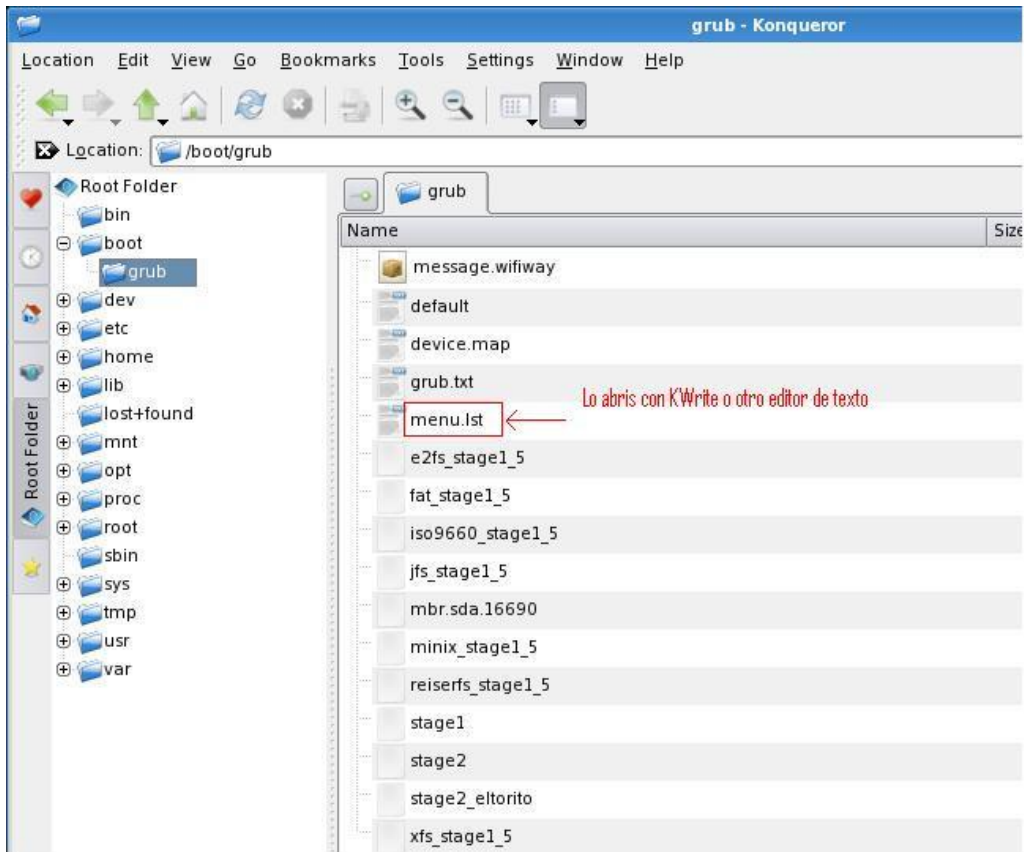 grub - Konqueror
Location Edit View Go Bookmarks Tools Settings Window Help
Location: /boot/grub
Root Folder
Root Folder
bin
boot
grub
dev
etc
home
lib
lost+found
mnt
opt
proc
root
sbin
sys
tmp
usr
var
grub
Name Size
message.wifiway
default
device.map
grub.txt
Lo abris con KWrite o otro editor de texto
menu.lst
e2fs_stage1_5
fat_stage1_5
iso9660_stage1_5
jfs_stage1_5
mbr.sda.16690
minix_stage1_5
reiserfs_stage1_5
stage1
stage2
stage2_eltorito
xfs_stage1_5